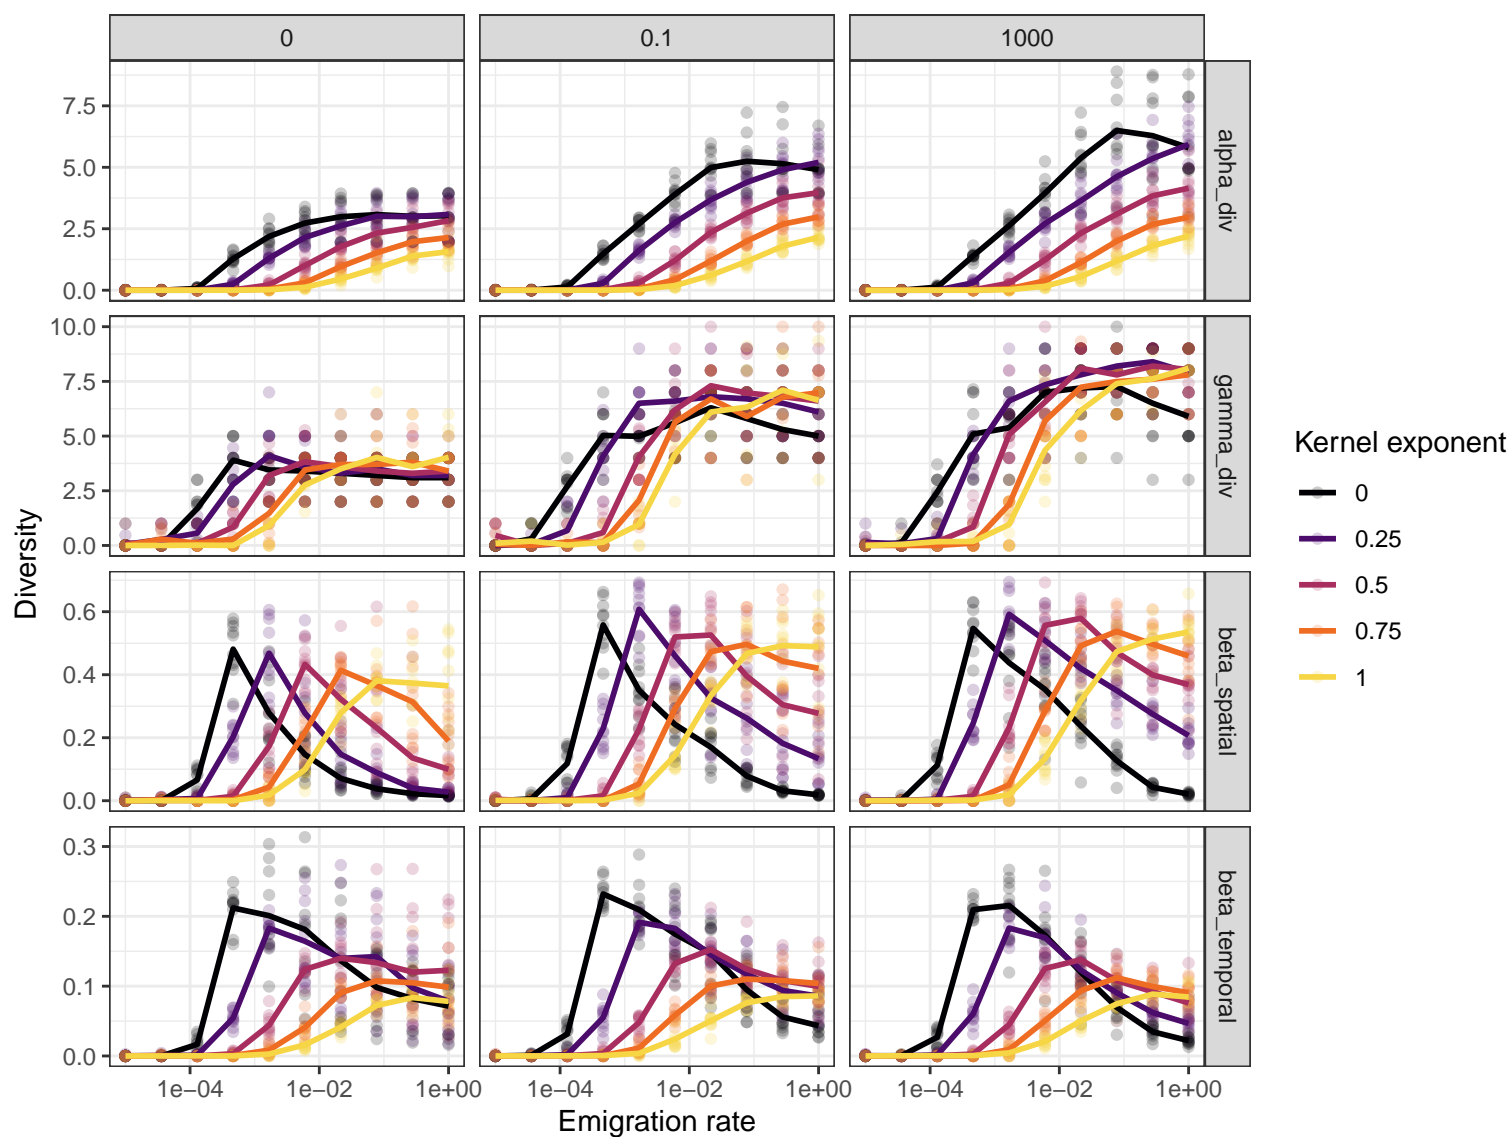 0 0.1 1000
7.5
5.0
2.5
0.0
alpha_div
10.0
7.5
5.0
2.5
0.0
gamma_div
0.6
0.4
0.2
0.0
beta_spatial
0.3
0.2
0.1
0.0
beta_temporal
1e−04 1e−02 1e+00 1e−04 1e−02 1e+00 1e−04 1e−02 1e+00
Emigration rate
Diversity
Kernel exponent
0
0.25
0.5
0.75
1